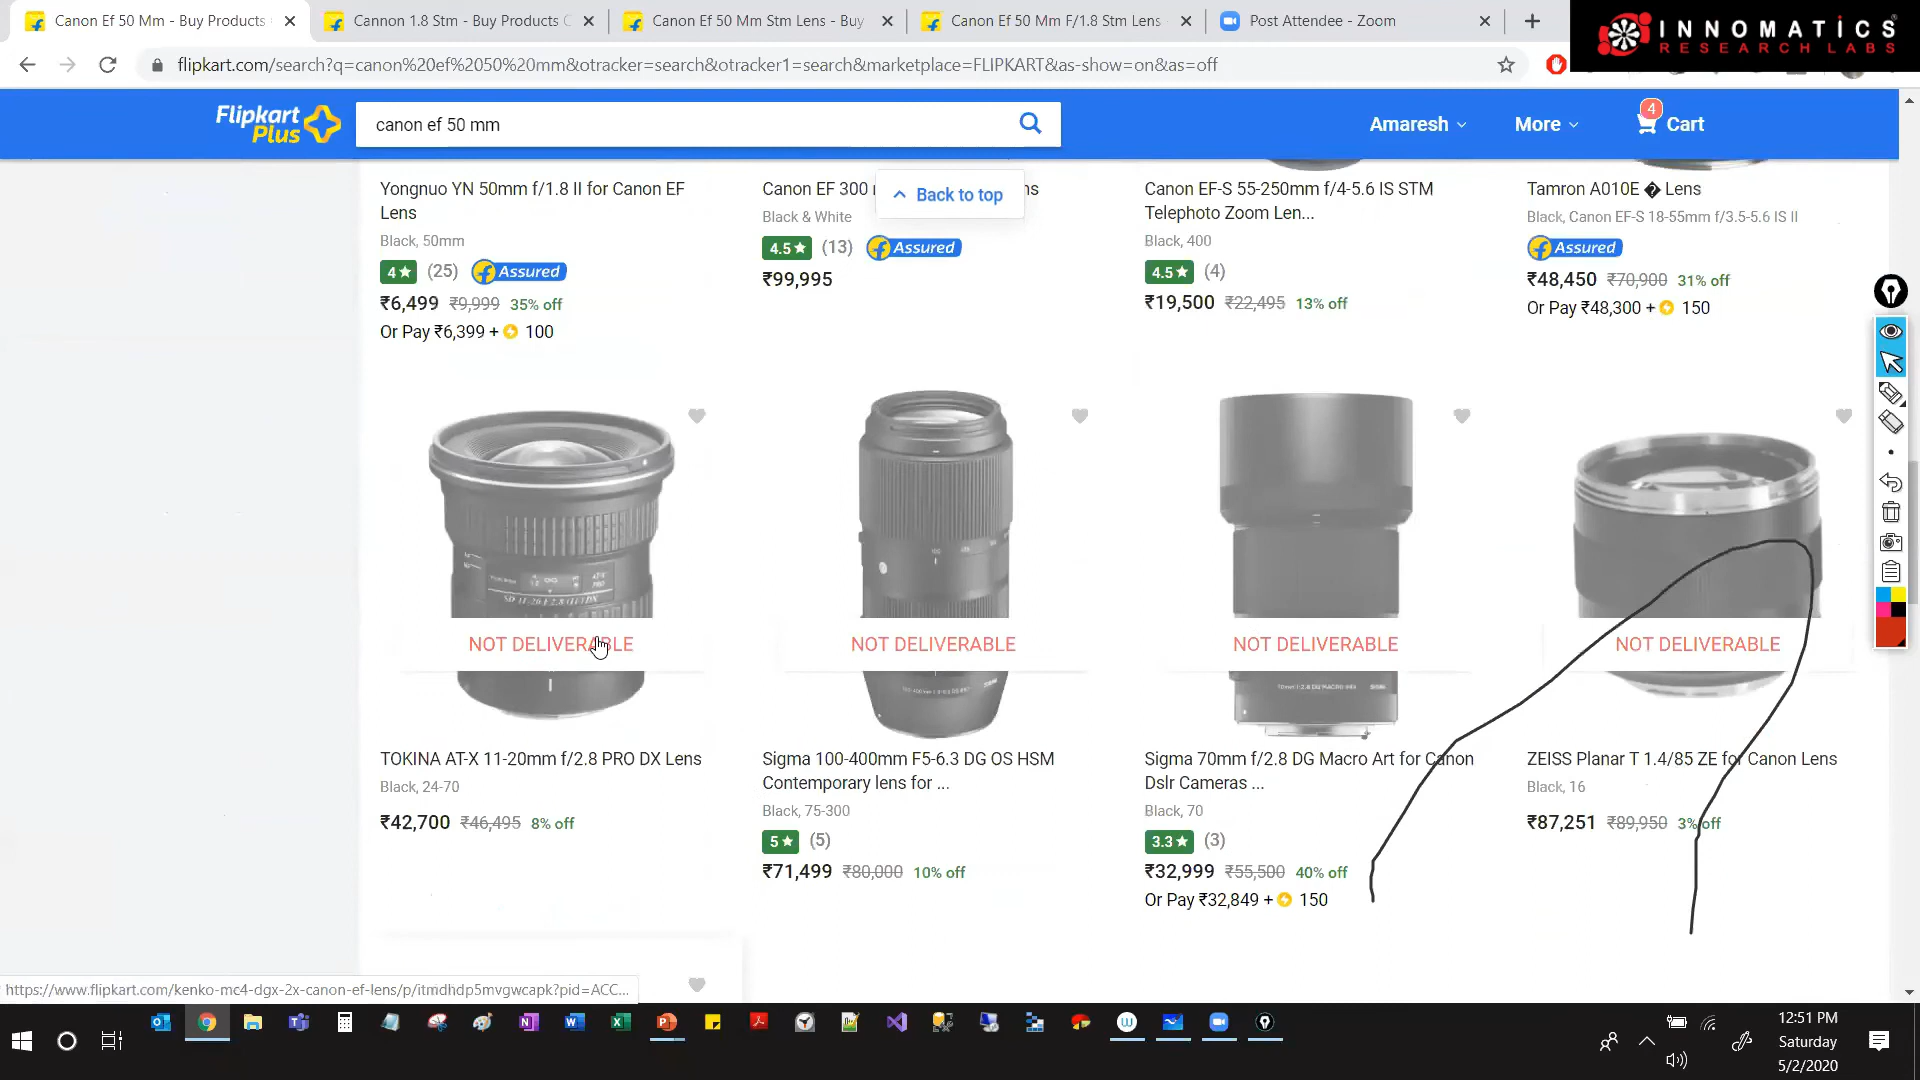 Canon Ef 50 Mm - Buy Products
Cannon 1.8 Stm - Buy Products C
Canon Ef 50 Mm Stm Lens - Buy
Canon Ef 50 Mm F/1.8 Stm Lens
Post Attendee - Zoom
INNOMATICS
RESEARCH LABS
flipkart.com/search?q=canon%20ef%2050%20mm&otracker=search&otracker1=search&marketplace=FLIPKART&as-show=on&as=off
Flipkart
Plus
canon ef 50 mm
Amaresh
More
4
Cart
Back to top
Yongnuo YN 50mm f/1.8 II for Canon EF
Lens
Black, 50mm
4★ (25) Assured
₹6,499 ₹9,999 35% off
Or Pay ₹6,399 + 100
Canon EF 300
Black & White
4.5★ (13) Assured
₹99,995
Canon EF-S 55-250mm f/4-5.6 IS STM
Telephoto Zoom Len...
Black, 400
4.5★ (4)
₹19,500 ₹22,495 13% off
Tamron A010E � Lens
Black, Canon EF-S 18-55mm f/3.5-5.6 IS II
Assured
₹48,450 ₹70,900 31% off
Or Pay ₹48,300 + 150
NOT DELIVERABLE
TOKINA AT-X 11-20mm f/2.8 PRO DX Lens
Black, 24-70
₹42,700 ₹46,495 8% off
NOT DELIVERABLE
Sigma 100-400mm F5-6.3 DG OS HSM
Contemporary lens for ...
Black, 75-300
5★ (5)
₹71,499 ₹80,000 10% off
NOT DELIVERABLE
Sigma 70mm f/2.8 DG Macro Art for Canon
Dslr Cameras ...
Black, 70
3.3★ (3)
₹32,999 ₹55,500 40% off
Or Pay ₹32,849 + 150
NOT DELIVERABLE
ZEISS Planar T 1.4/85 ZE for Canon Lens
Black, 16
₹87,251 ₹89,950 3% off
https://www.flipkart.com/kenko-mc4-dgx-2x-canon-ef-lens/p/itmdhdp5mvgwcapk?pid=ACC...
12:51 PM
Saturday
5/2/2020